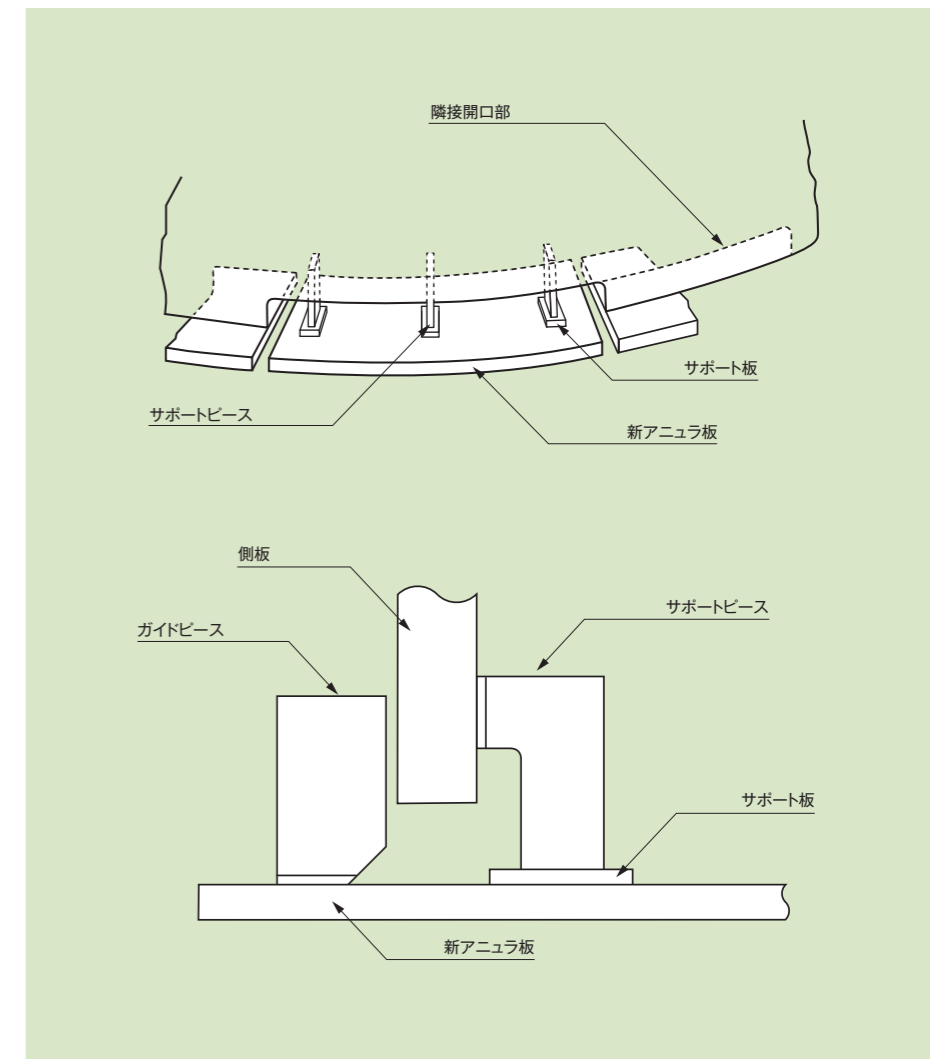 隣接開口部
サポート板
サポートピース
新アニュラ板
側板
サポートピース
ガイドピース
サポート板
新アニュラ板